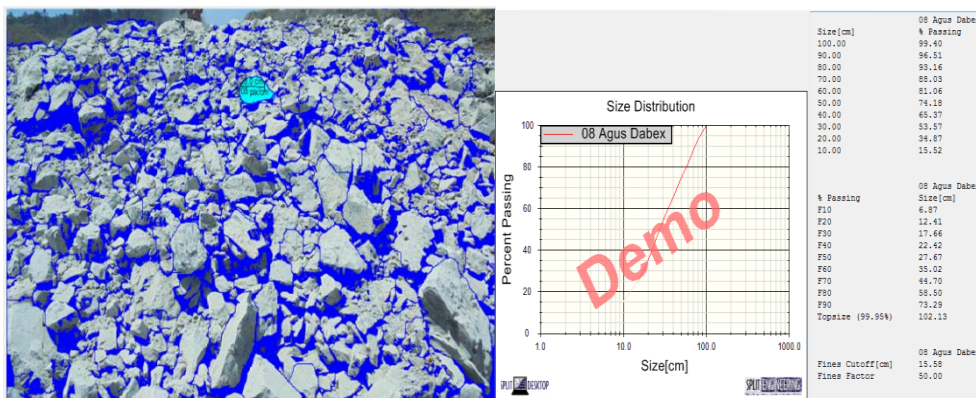 08 Agus Dabe
Size[cm] % Passing
100.00 99.40
90.00 96.51
80.00 93.16
70.00 88.03
60.00 81.06
50.00 74.18
40.00 65.37
30.00 53.57
20.00 34.87
10.00 15.52
08 Agus Dabe
% Passing Size[cm]
F10 6.87
F20 12.41
F30 17.66
F40 22.42
F50 27.67
F60 35.02
F70 44.70
F80 58.50
F90 73.29
Topsize (99.95%) 102.13
08 Agus Dabe
Fines Cutoff[cm] 15.58
Fines Factor 50.00
Size Distribution
08 Agus Dabex
Percent Passing
100
80
60
40
20
0
1.0 10.0 100.0 1000.0
Size[cm]
Demo
SPLIT DESKTOP
SPLIT ENGINEERING